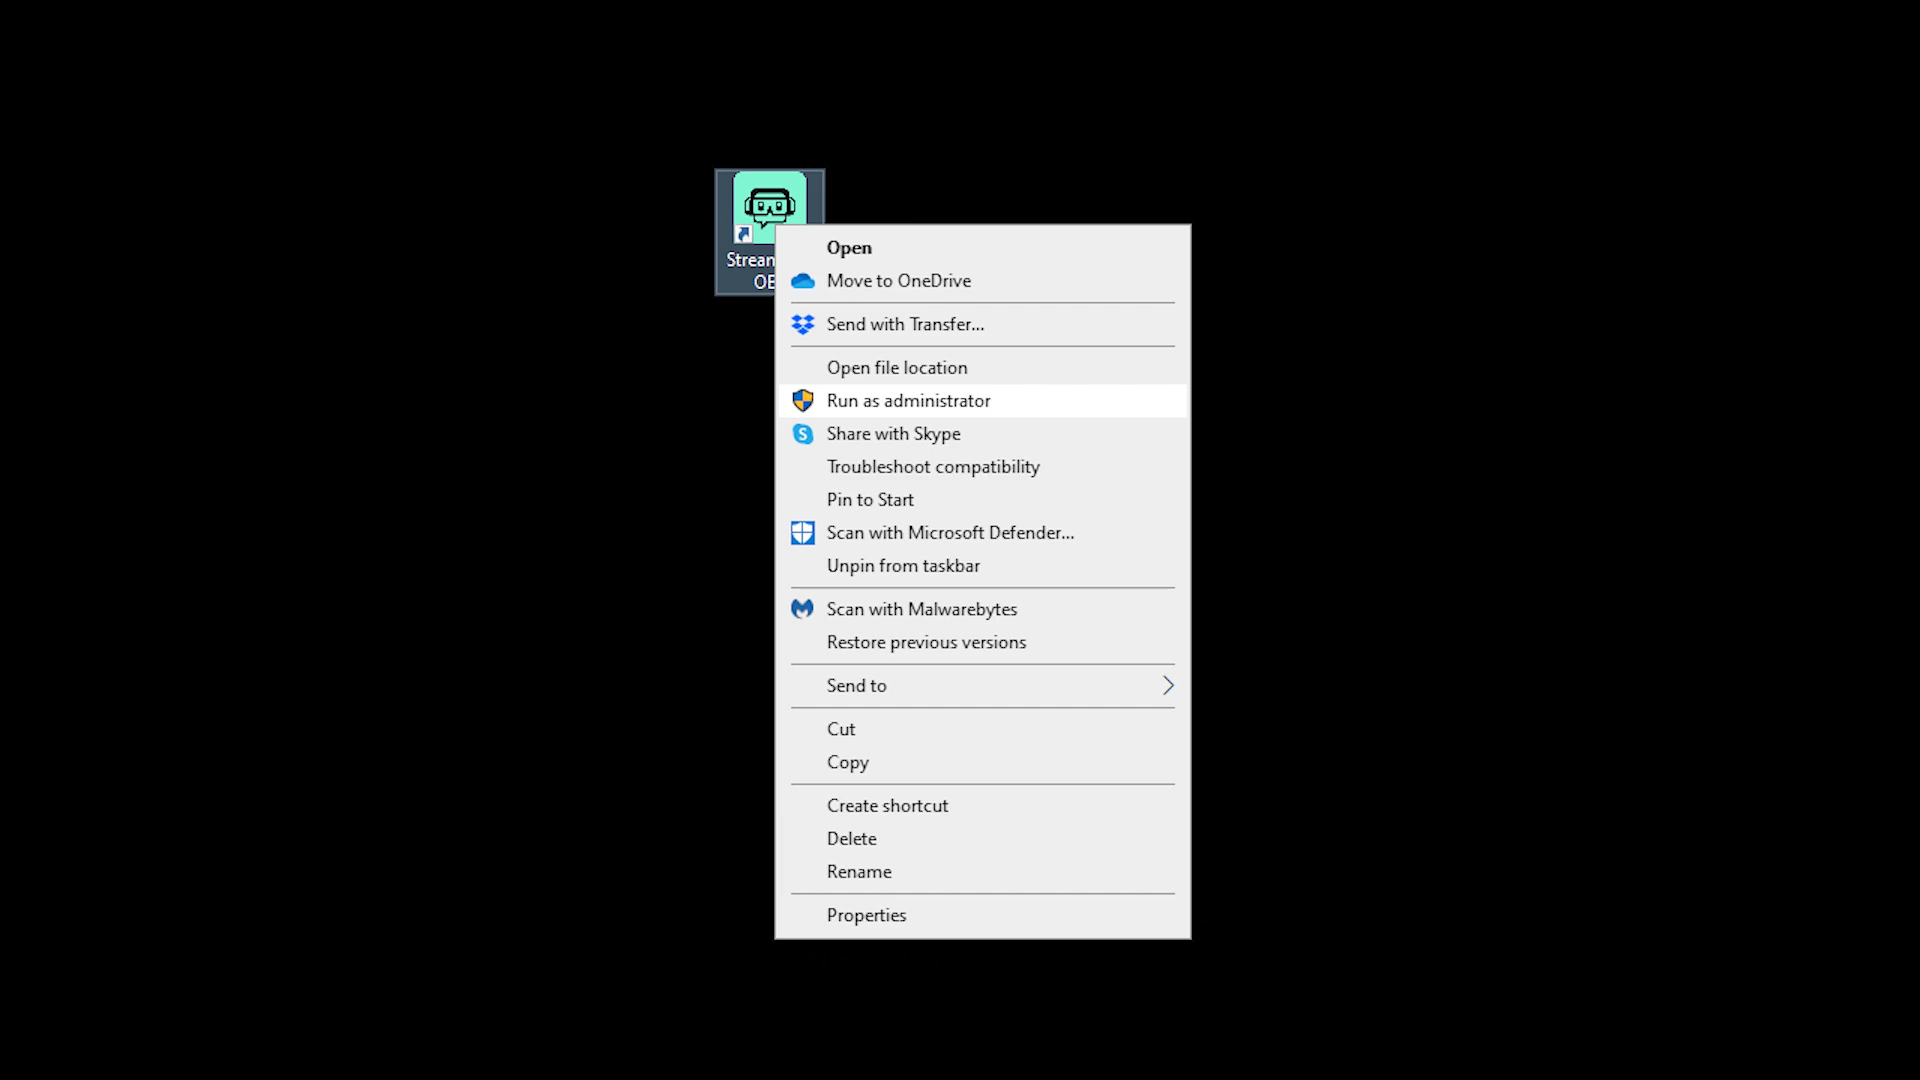 Open
Move to OneDrive
Send with Transfer...
Open file location
Run as administrator
Share with Skype
Troubleshoot compatibility
Pin to Start
Scan with Microsoft Defender...
Unpin from taskbar
Scan with Malwarebytes
Restore previous versions
Send to
Cut
Copy
Create shortcut
Delete
Rename
Properties